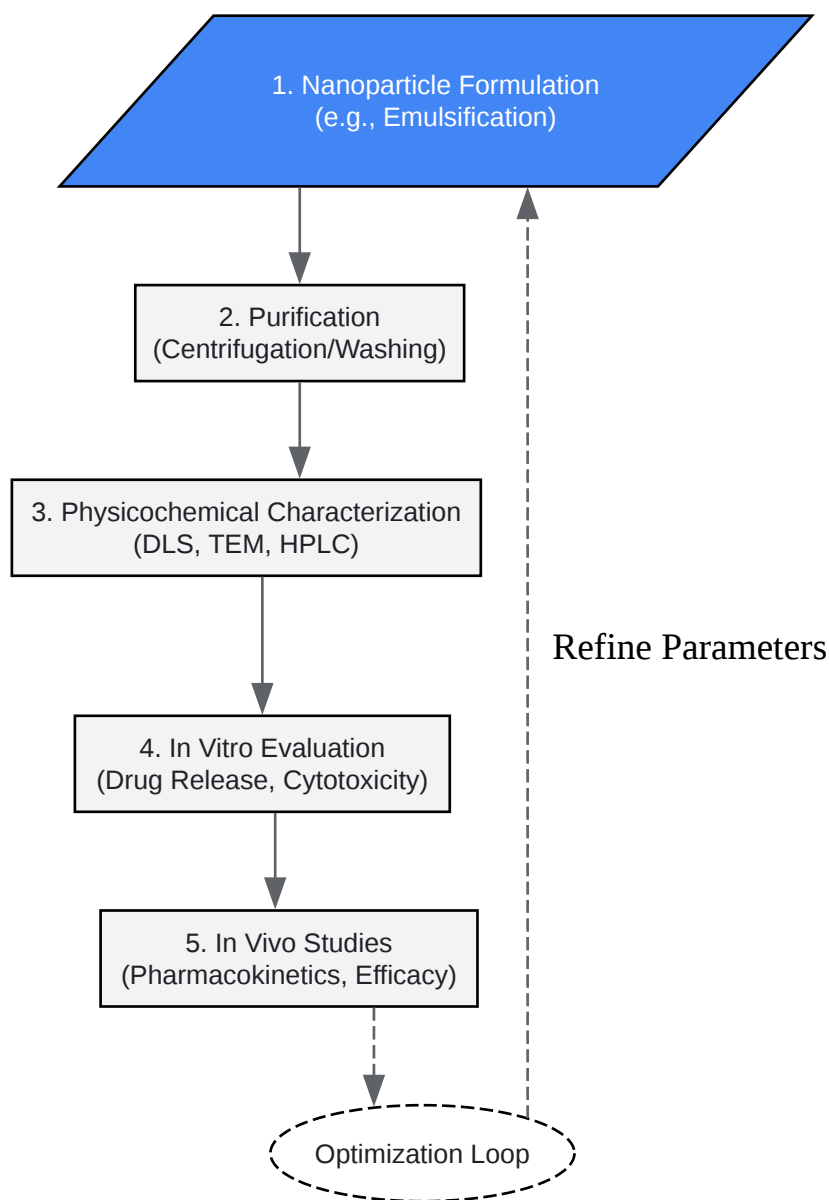 1. Nanoparticle Formulation
(e.g., Emulsification)
2. Purification
(Centrifugation/Washing)
3. Physicochemical Characterization
(DLS, TEM, HPLC)
Refine Parameters
4. In Vitro Evaluation
(Drug Release, Cytotoxicity)
5. In Vivo Studies
(Pharmacokinetics, Efficacy)
Optimization Loop